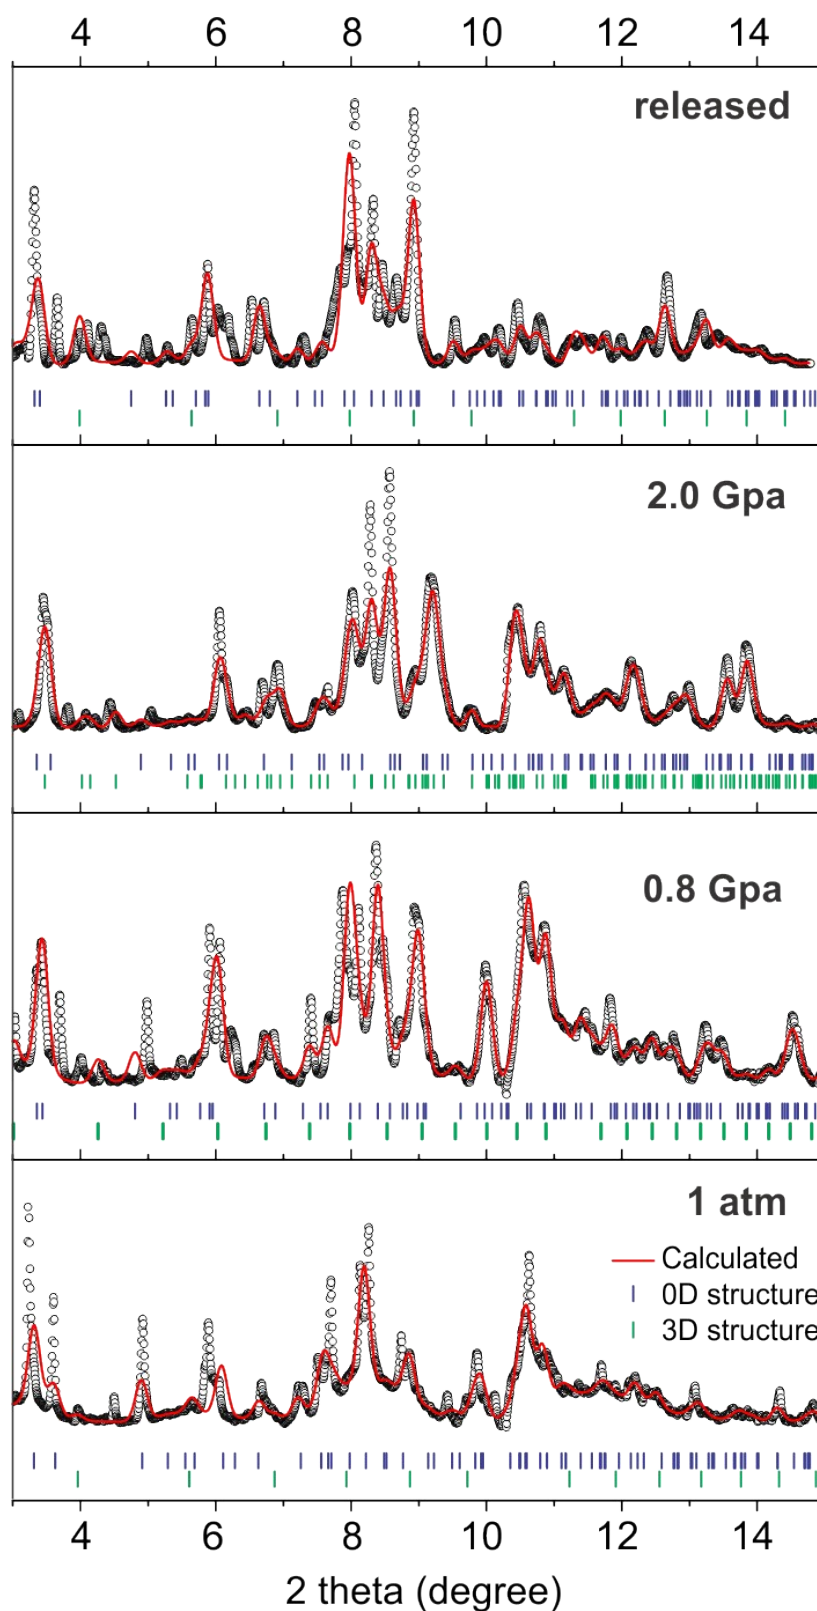 4 6 8 10 12 14
released
2.0 Gpa
0.8 Gpa
1 atm
Calculated
0D structure
3D structure
4 6 8 10 12 14
2 theta (degree)